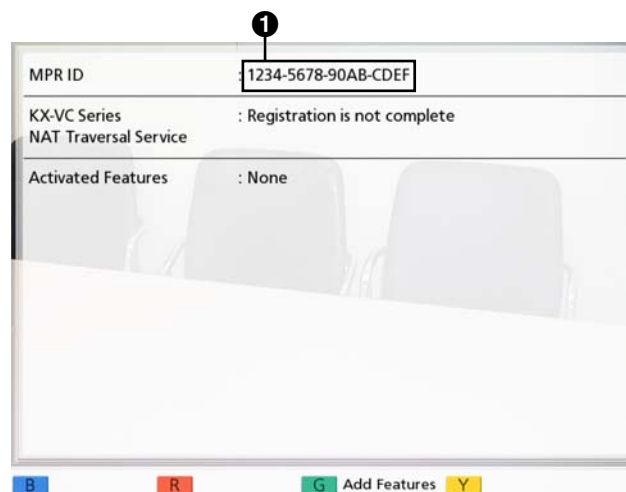 ❶
MPR ID : 1234-5678-90AB-CDEF
KX-VC Series : Registration is not complete
NAT Traversal Service
Activated Features : None
B R G Add Features Y